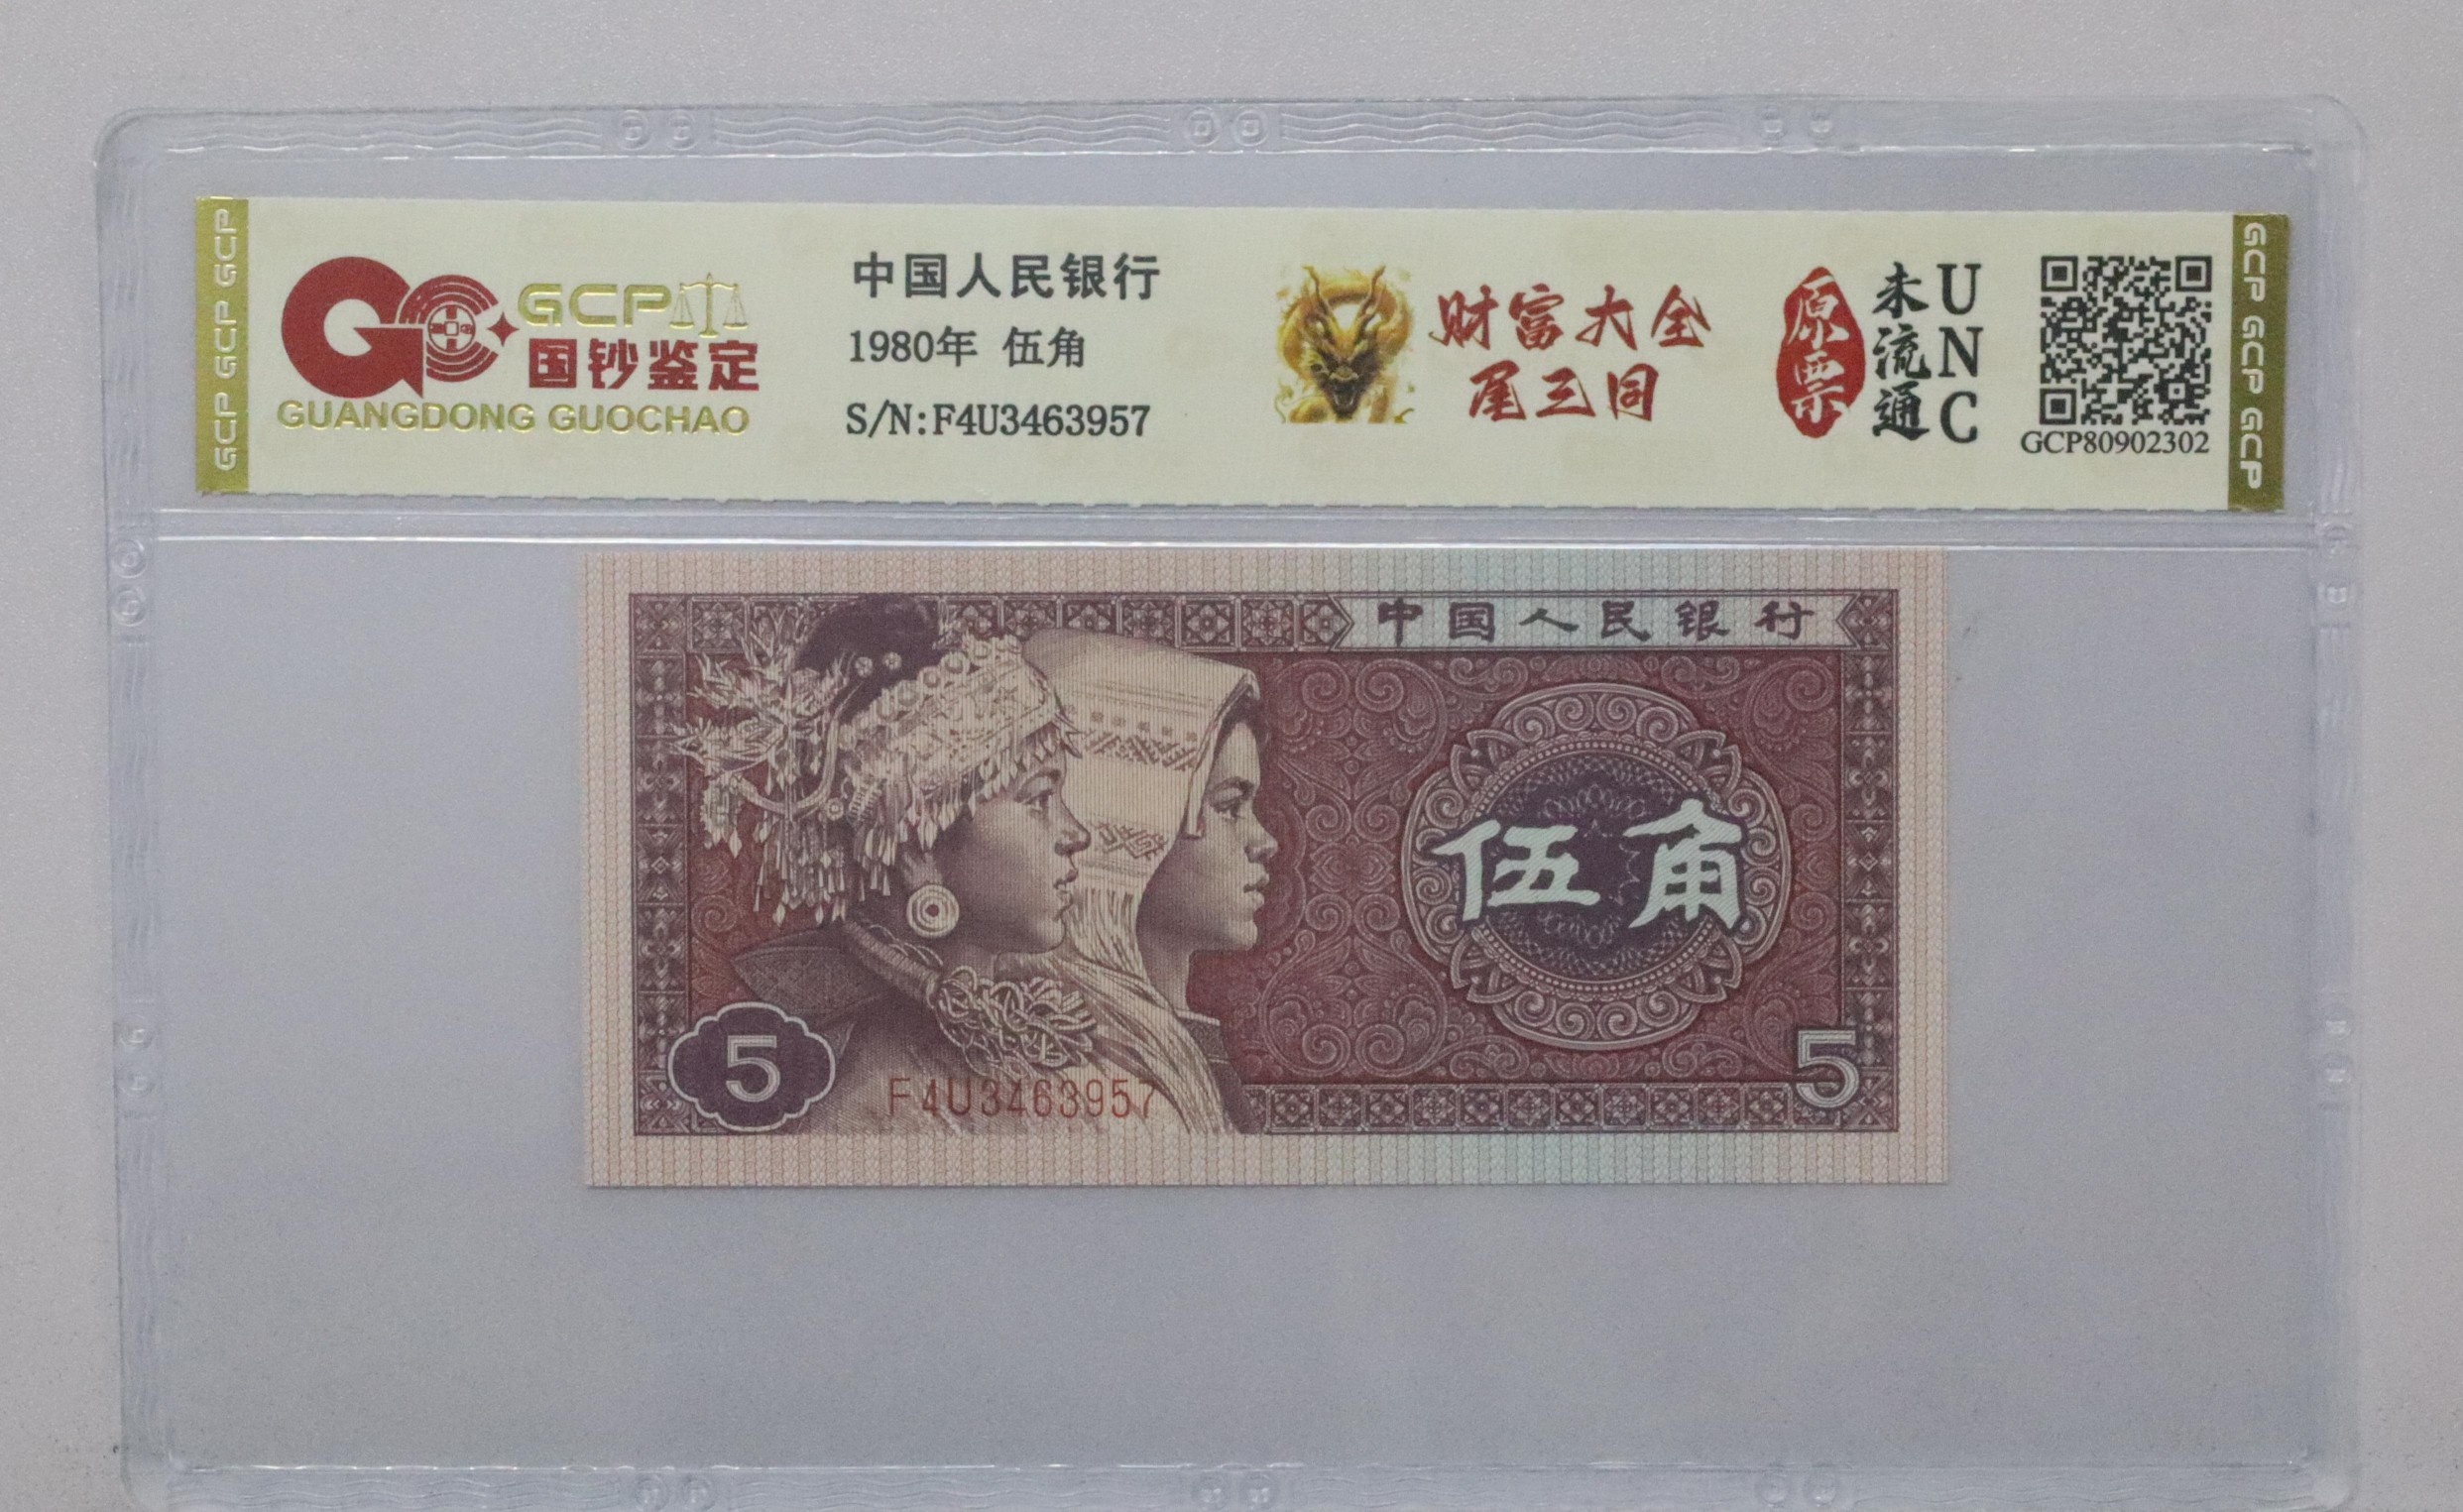 GCP GCP GCP
GCP
国钞鉴定
GUANGDONG GUOCHAO
中国人民银行
1980年 伍角
S/N:F4U3463957
财富大全
尾三同
原票
未流通
UNC
GCP80902302
GCP GCP GCP
中国人民银行
伍角
5
F4U3463957
5